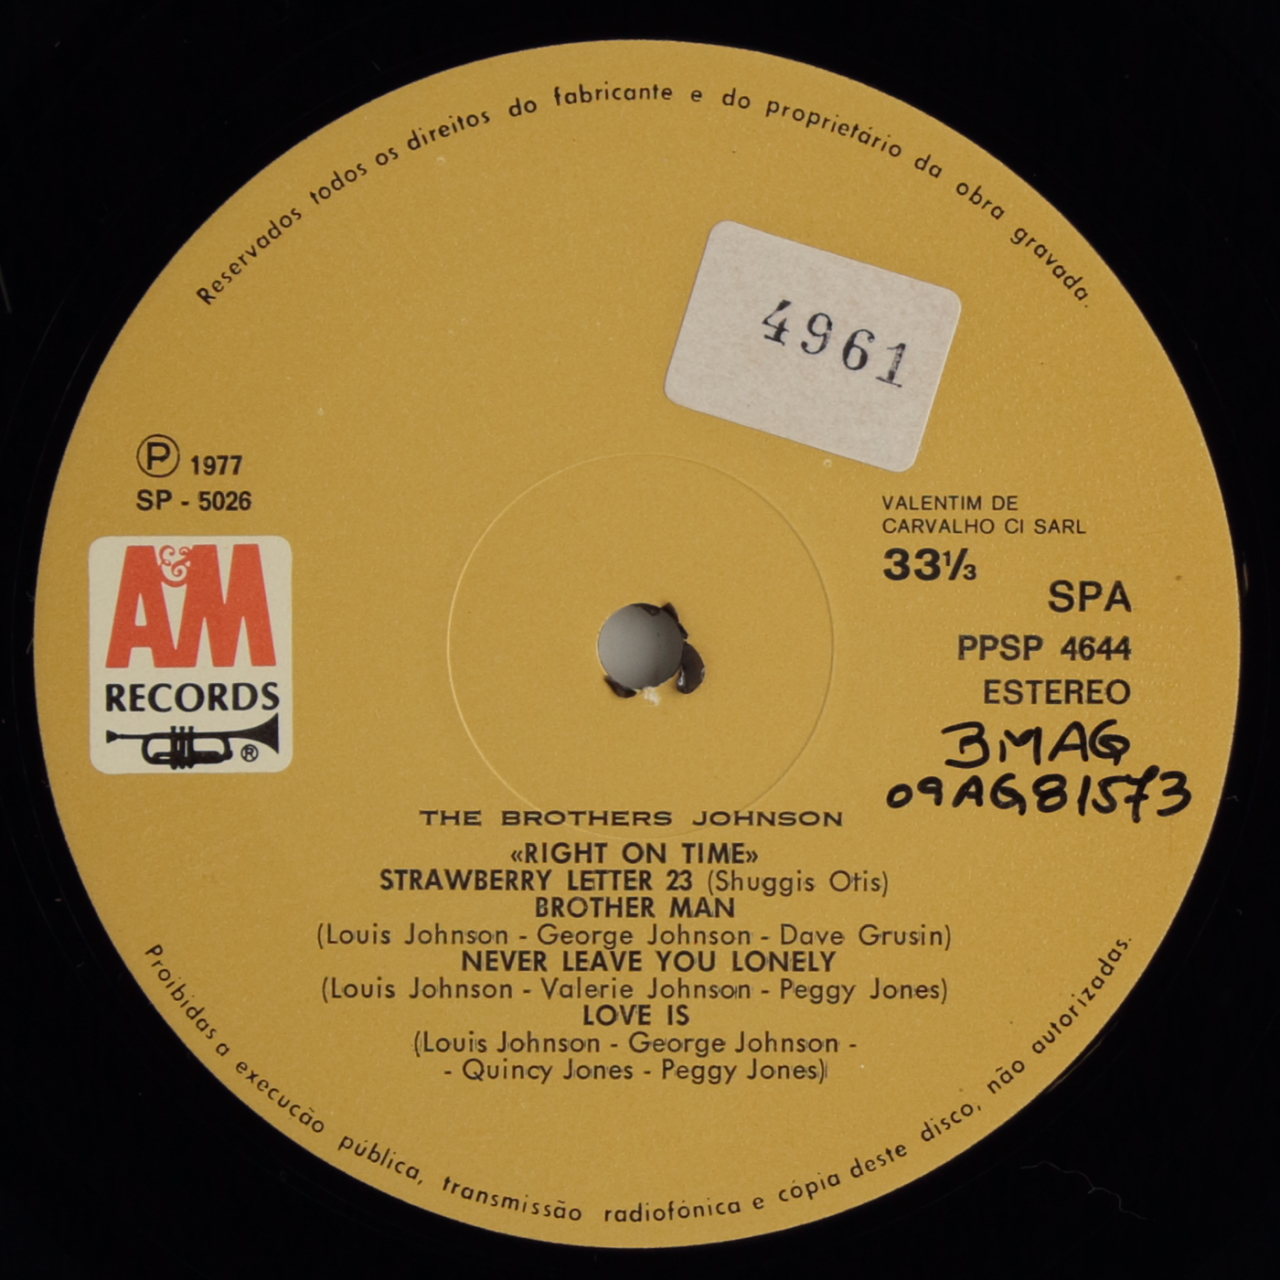 Reservados todos os direitos do fabricante e do proprietário da obra gravada.
4961
Ⓟ 1977
SP - 5026
A&M
RECORDS
®
VALENTIM DE
CARVALHO CI SARL
33⅓
SPA
PPSP 4644
ESTEREO
3MAG
09AG81573
THE BROTHERS JOHNSON
«RIGHT ON TIME»
STRAWBERRY LETTER 23 (Shuggis Otis)
BROTHER MAN
(Louis Johnson - George Johnson - Dave Grusin)
NEVER LEAVE YOU LONELY
(Louis Johnson - Valerie Johnson - Peggy Jones)
LOVE IS
(Louis Johnson - George Johnson -
- Quincy Jones - Peggy Jones)
Proibidas a execução pública, transmissão radiofónica e cópia deste disco, não autorizadas.